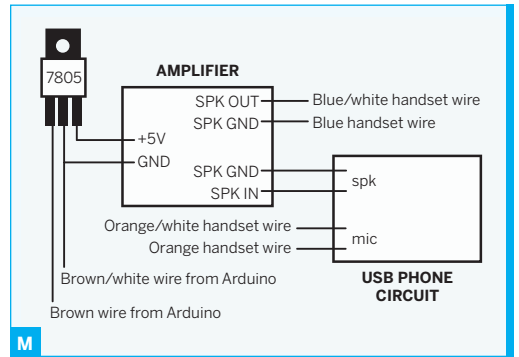 7805
AMPLIFIER
SPK OUT
Blue/white handset wire
SPK GND
Blue handset wire
+5V
GND
SPK GND
spk
SPK IN
Orange/white handset wire
mic
Orange handset wire
Brown/white wire from Arduino
USB PHONE
CIRCUIT
Brown wire from Arduino
M